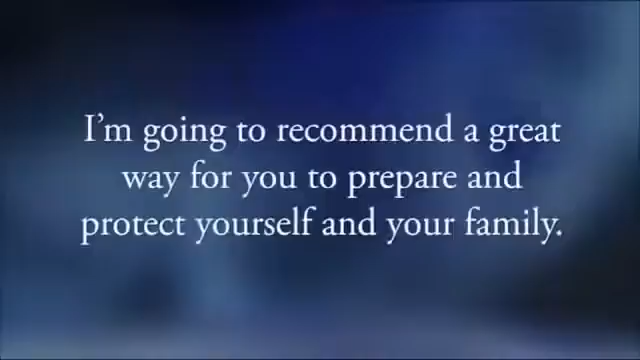 I'm going to recommend a great
way for you to prepare and
protect yourself and your family.